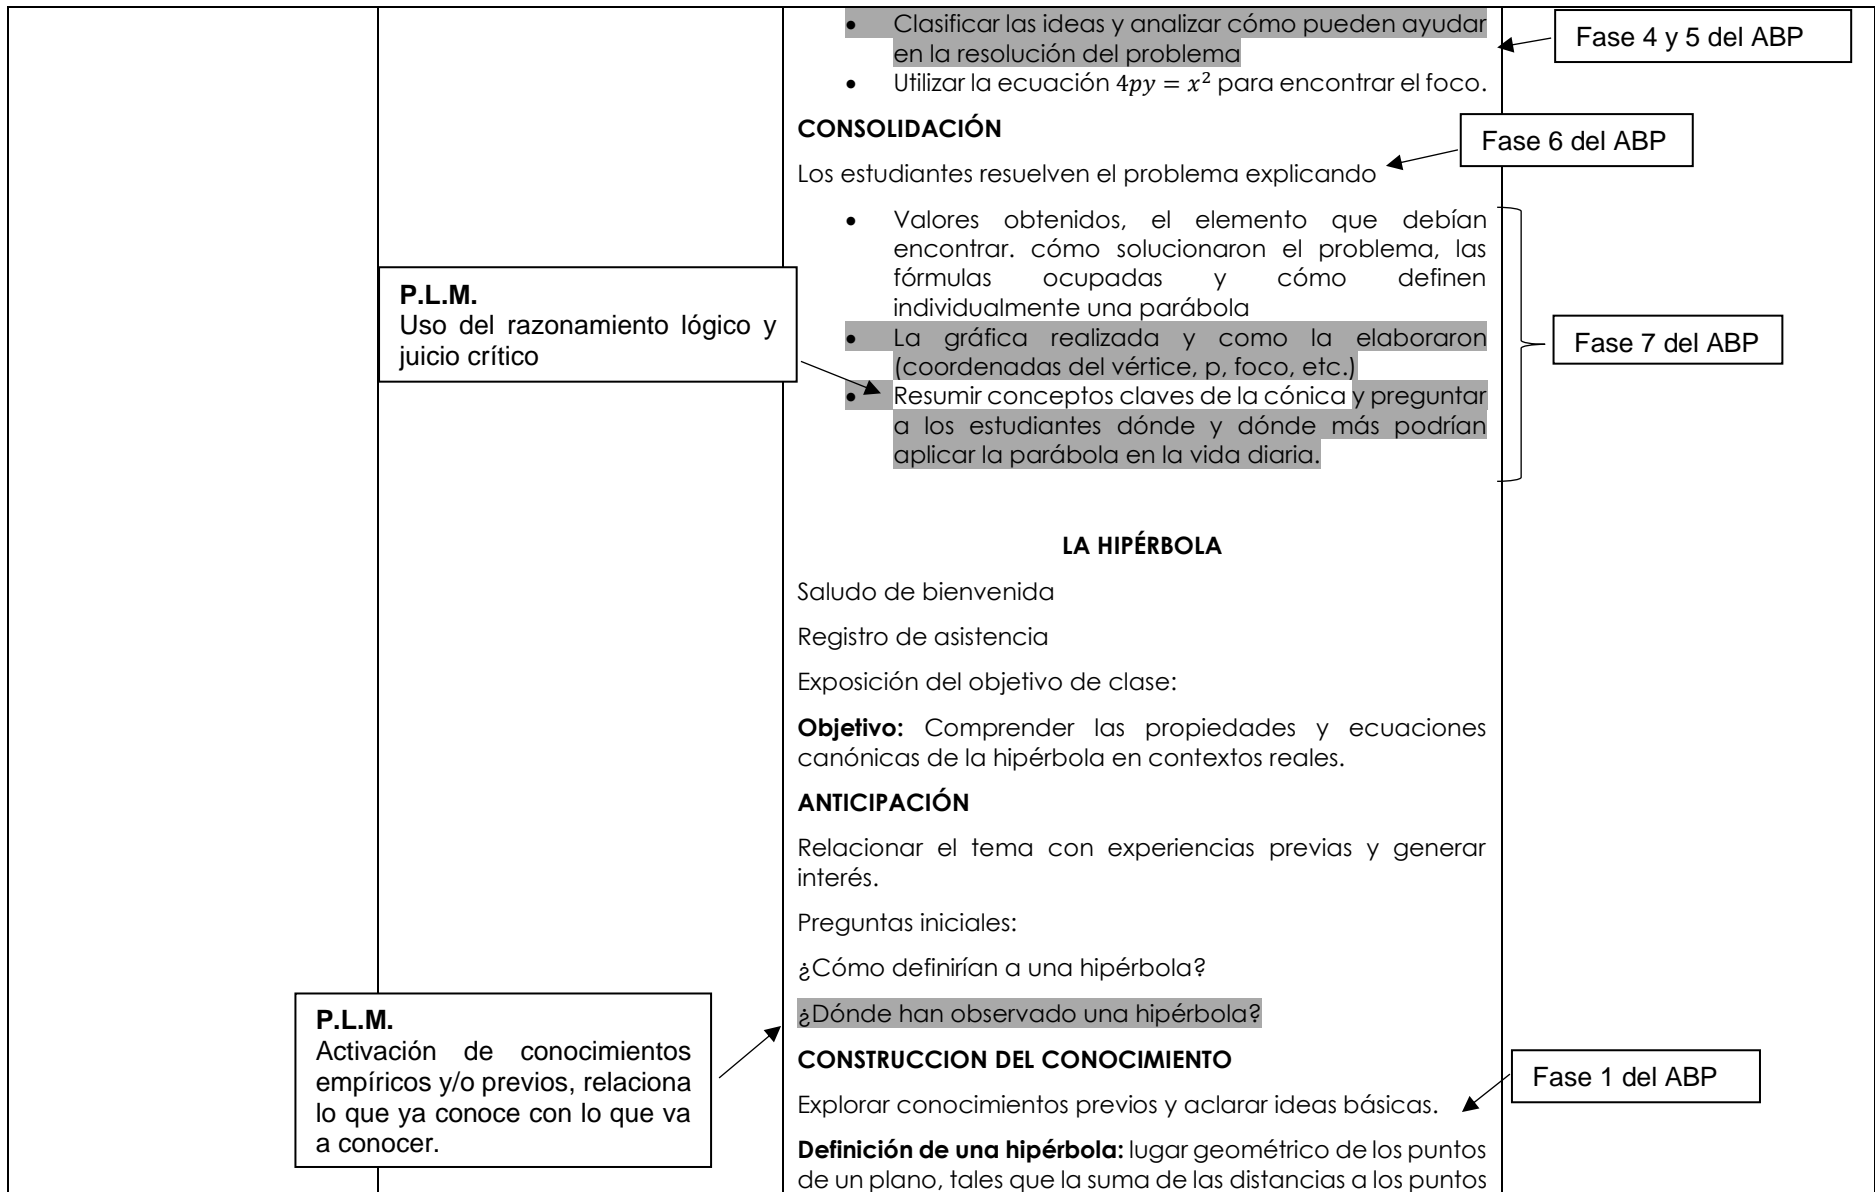 • Clasificar las ideas y analizar cómo pueden ayudar
en la resolución del problema
• Utilizar la ecuación 4𝑝𝑦 = 𝑥² para encontrar el foco.
Fase 4 y 5 del ABP
CONSOLIDACIÓN
Fase 6 del ABP
Los estudiantes resuelven el problema explicando
• Valores obtenidos, el elemento que debían
encontrar. cómo solucionaron el problema, las
fórmulas ocupadas y cómo definen
individualmente una parábola
• La gráfica realizada y como la elaboraron
(coordenadas del vértice, p, foco, etc.)
• Resumir conceptos claves de la cónica y preguntar
a los estudiantes dónde y dónde más podrían
aplicar la parábola en la vida diaria.
P.L.M.
Uso del razonamiento lógico y
juicio crítico
Fase 7 del ABP
LA HIPÉRBOLA
Saludo de bienvenida
Registro de asistencia
Exposición del objetivo de clase:
Objetivo: Comprender las propiedades y ecuaciones
canónicas de la hipérbola en contextos reales.
ANTICIPACIÓN
Relacionar el tema con experiencias previas y generar
interés.
Preguntas iniciales:
¿Cómo definirían a una hipérbola?
¿Dónde han observado una hipérbola?
P.L.M.
Activación de conocimientos
empíricos y/o previos, relaciona
lo que ya conoce con lo que va
a conocer.
CONSTRUCCION DEL CONOCIMIENTO
Fase 1 del ABP
Explorar conocimientos previos y aclarar ideas básicas.
Definición de una hipérbola: lugar geométrico de los puntos
de un plano, tales que la suma de las distancias a los puntos